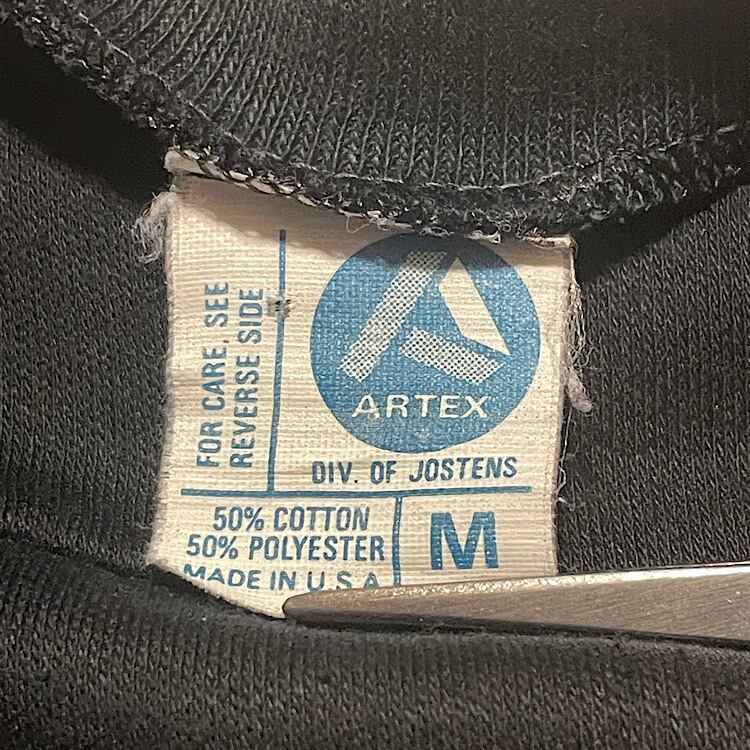 FOR CARE, SEE
REVERSE SIDE
ARTEX
DIV. OF JOSTENS
50% COTTON
50% POLYESTER
MADE IN U.S.A
M